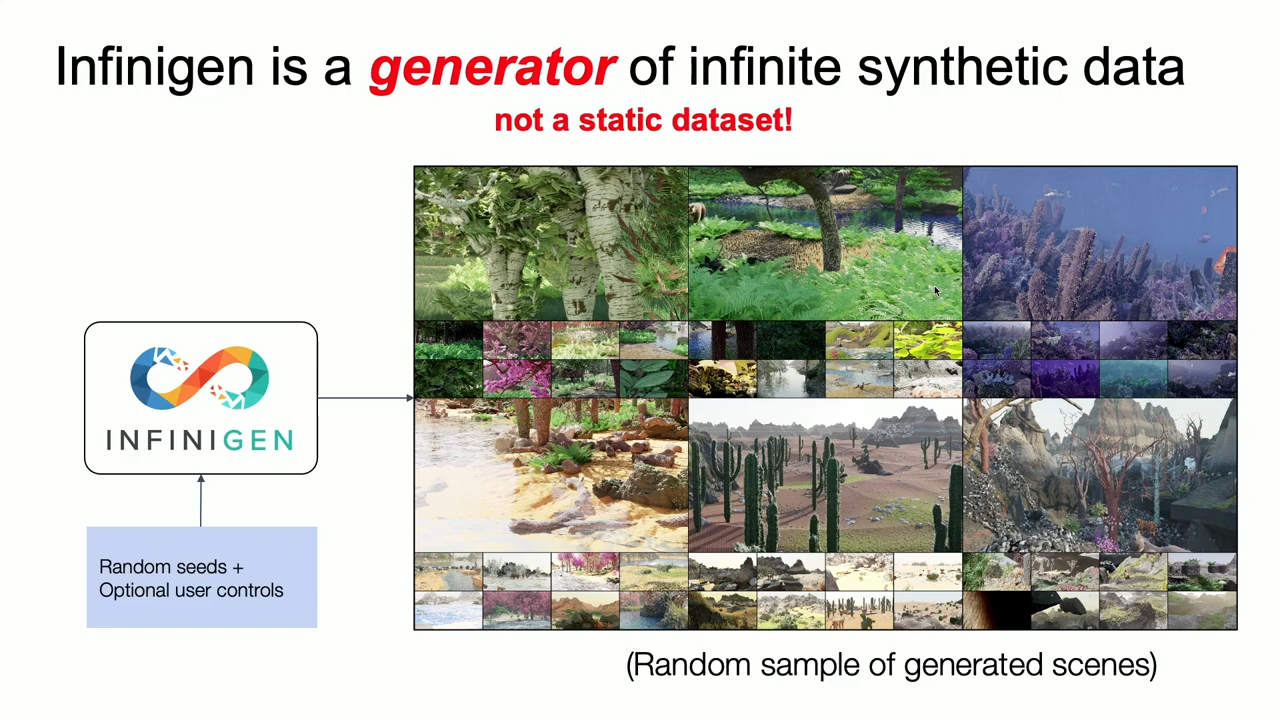 Infinigen is a generator of infinite synthetic data
not a static dataset!
INFINIGEN
Random seeds +
Optional user controls
(Random sample of generated scenes)